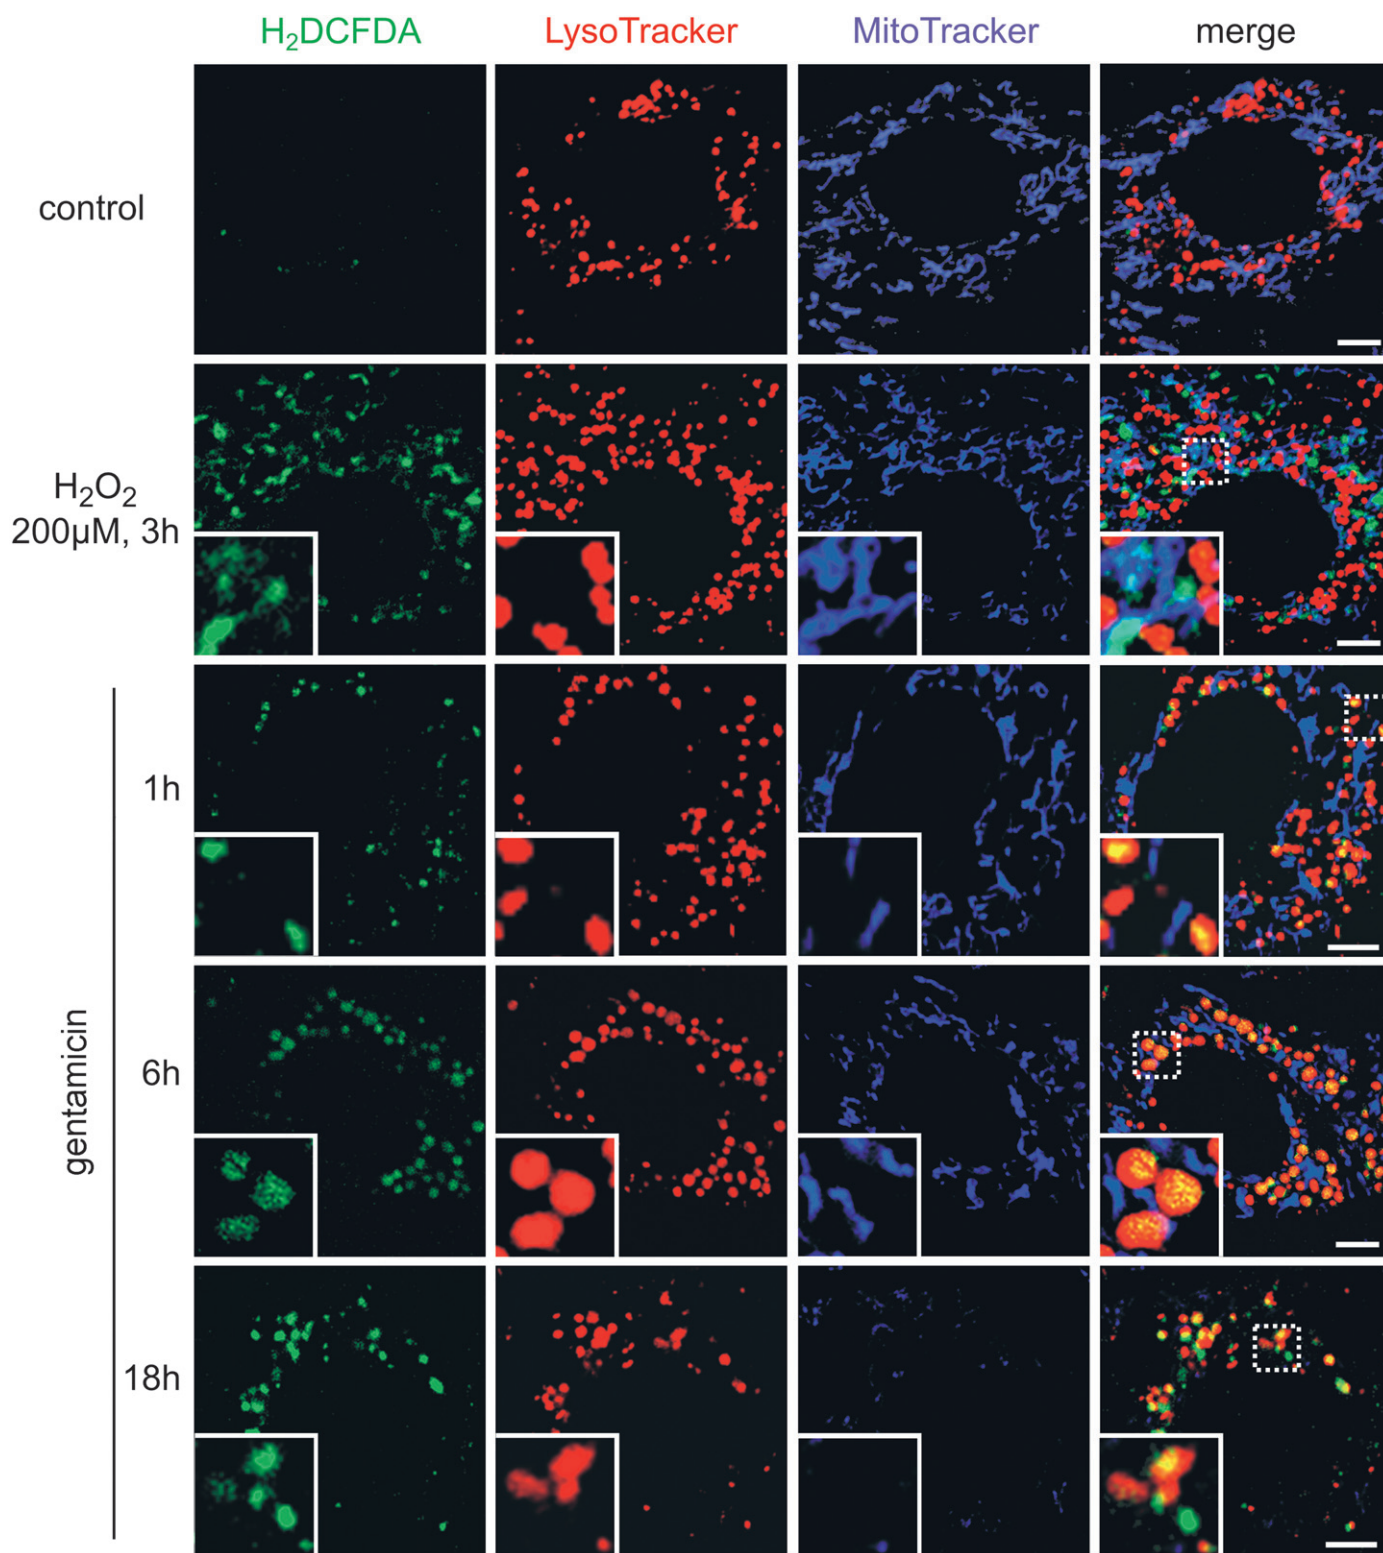 H₂DCFDA LysoTracker MitoTracker merge
control
H₂O₂
200µM, 3h
1h
gentamicin
6h
18h